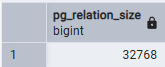 pg_relation_size
bigint
1 32768